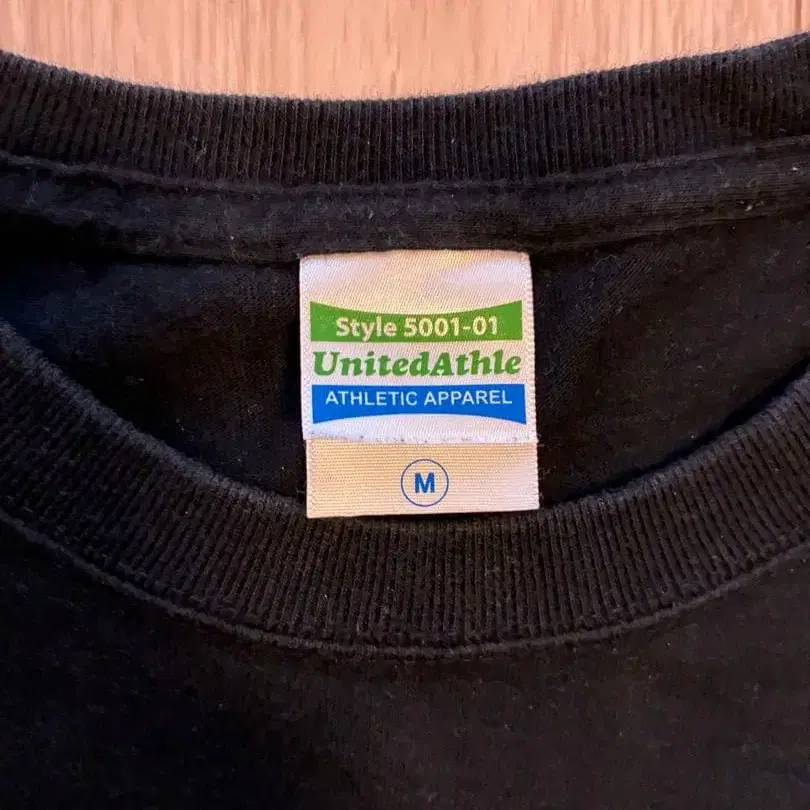 Style 5001-01
UnitedAthle
ATHLETIC APPAREL
M